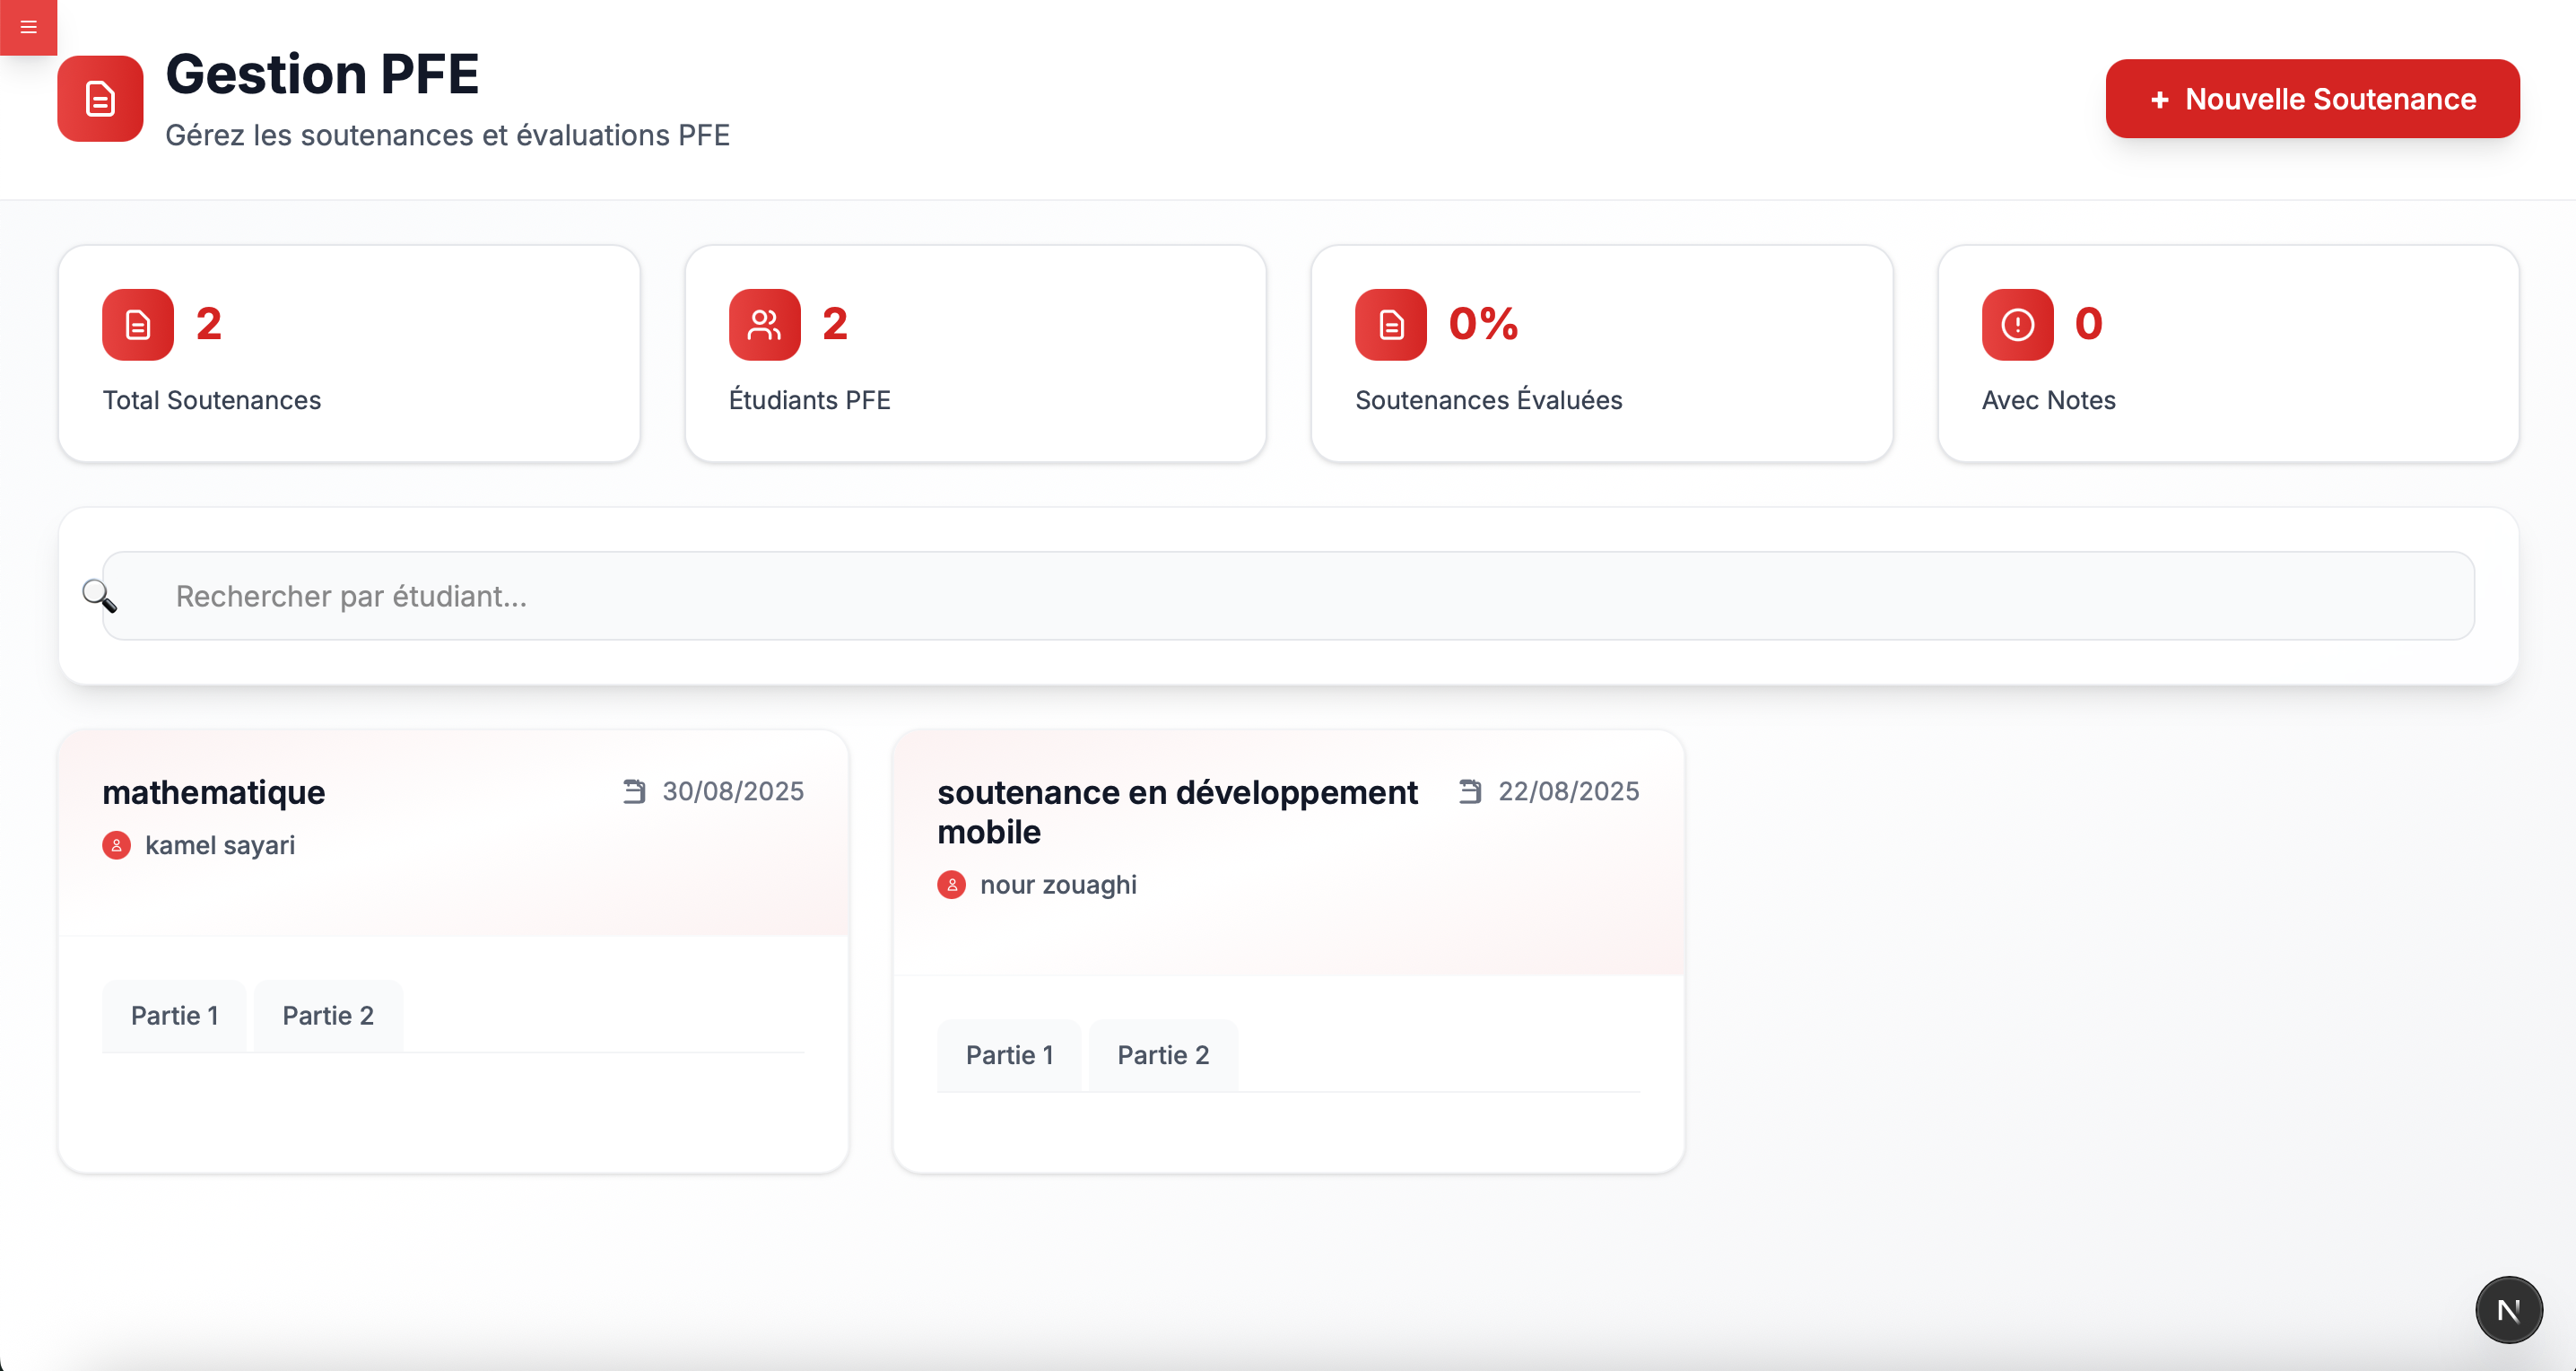 Gestion PFE
Gérez les soutenances et évaluations PFE
+ Nouvelle Soutenance
2
Total Soutenances
2
Étudiants PFE
0%
Soutenances Évaluées
0
Avec Notes
Rechercher par étudiant...
mathematique
30/08/2025
kamel sayari
Partie 1
Partie 2
soutenance en développement
mobile
22/08/2025
nour zouaghi
Partie 1
Partie 2
N